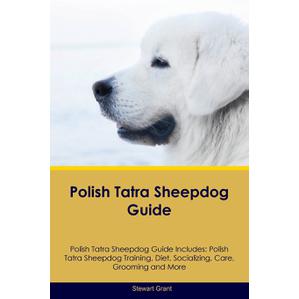 Polish Tatra Sheepdog
Guide
Polish Tatra Sheepdog Guide Includes: Polish
Tatra Sheepdog Training, Diet, Socializing, Care,
Grooming and More
Stewart Grant